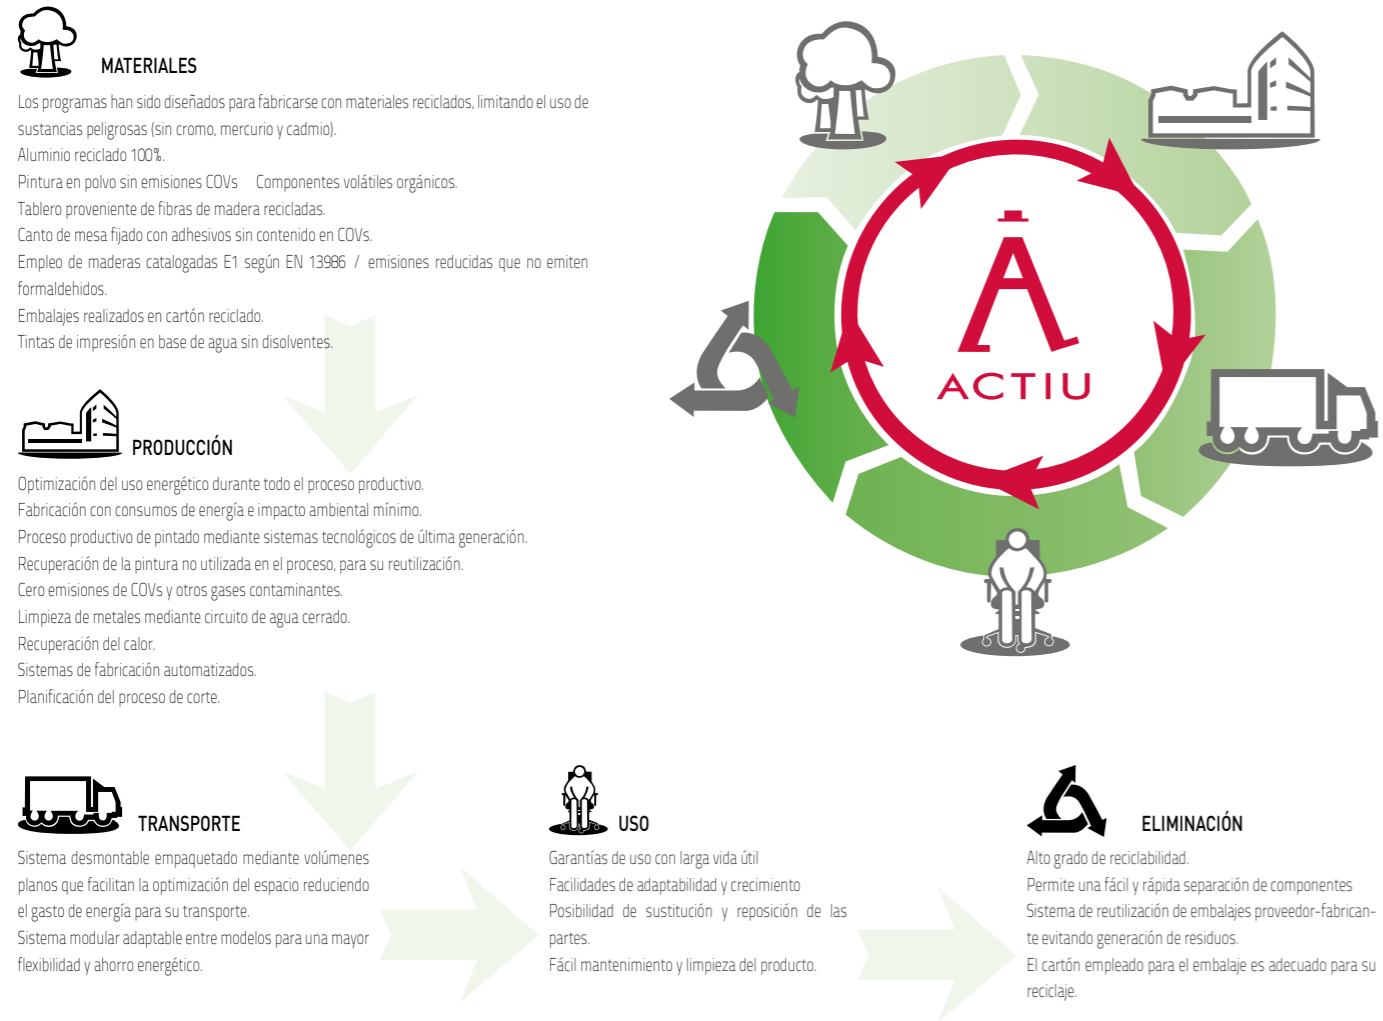 MATERIALES
Los programas han sido diseñados para fabricarse con materiales reciclados, limitando el uso de
sustancias peligrosas (sin cromo, mercurio y cadmio).
Aluminio reciclado 100%.
Pintura en polvo sin emisiones COVs Componentes volátiles orgánicos.
Tablero proveniente de fibras de madera recicladas.
Canto de mesa fijado con adhesivos sin contenido en COVs.
Empleo de maderas catalogadas E1 según EN 13986 / emisiones reducidas que no emiten
formaldehidos.
Embalajes realizados en cartón reciclado.
Tintas de impresión en base de agua sin disolventes.
ACTIU
PRODUCCIÓN
Optimización del uso energético durante todo el proceso productivo.
Fabricación con consumos de energía e impacto ambiental mínimo.
Proceso productivo de pintado mediante sistemas tecnológicos de última generación.
Recuperación de la pintura no utilizada en el proceso, para su reutilización.
Cero emisiones de COVs y otros gases contaminantes.
Limpieza de metales mediante circuito de agua cerrado.
Recuperación del calor.
Sistemas de fabricación automatizados.
Planificación del proceso de corte.
TRANSPORTE
Sistema desmontable empaquetado mediante volúmenes
planos que facilitan la optimización del espacio reduciendo
el gasto de energía para su transporte.
Sistema modular adaptable entre modelos para una mayor
flexibilidad y ahorro energético.
USO
Garantías de uso con larga vida útil
Facilidades de adaptabilidad y crecimiento
Posibilidad de sustitución y reposición de las
partes.
Fácil mantenimiento y limpieza del producto.
ELIMINACIÓN
Alto grado de reciclabilidad.
Permite una fácil y rápida separación de componentes
Sistema de reutilización de embalajes proveedor-fabrican-
te evitando generación de residuos.
El cartón empleado para el embalaje es adecuado para su
reciclaje.